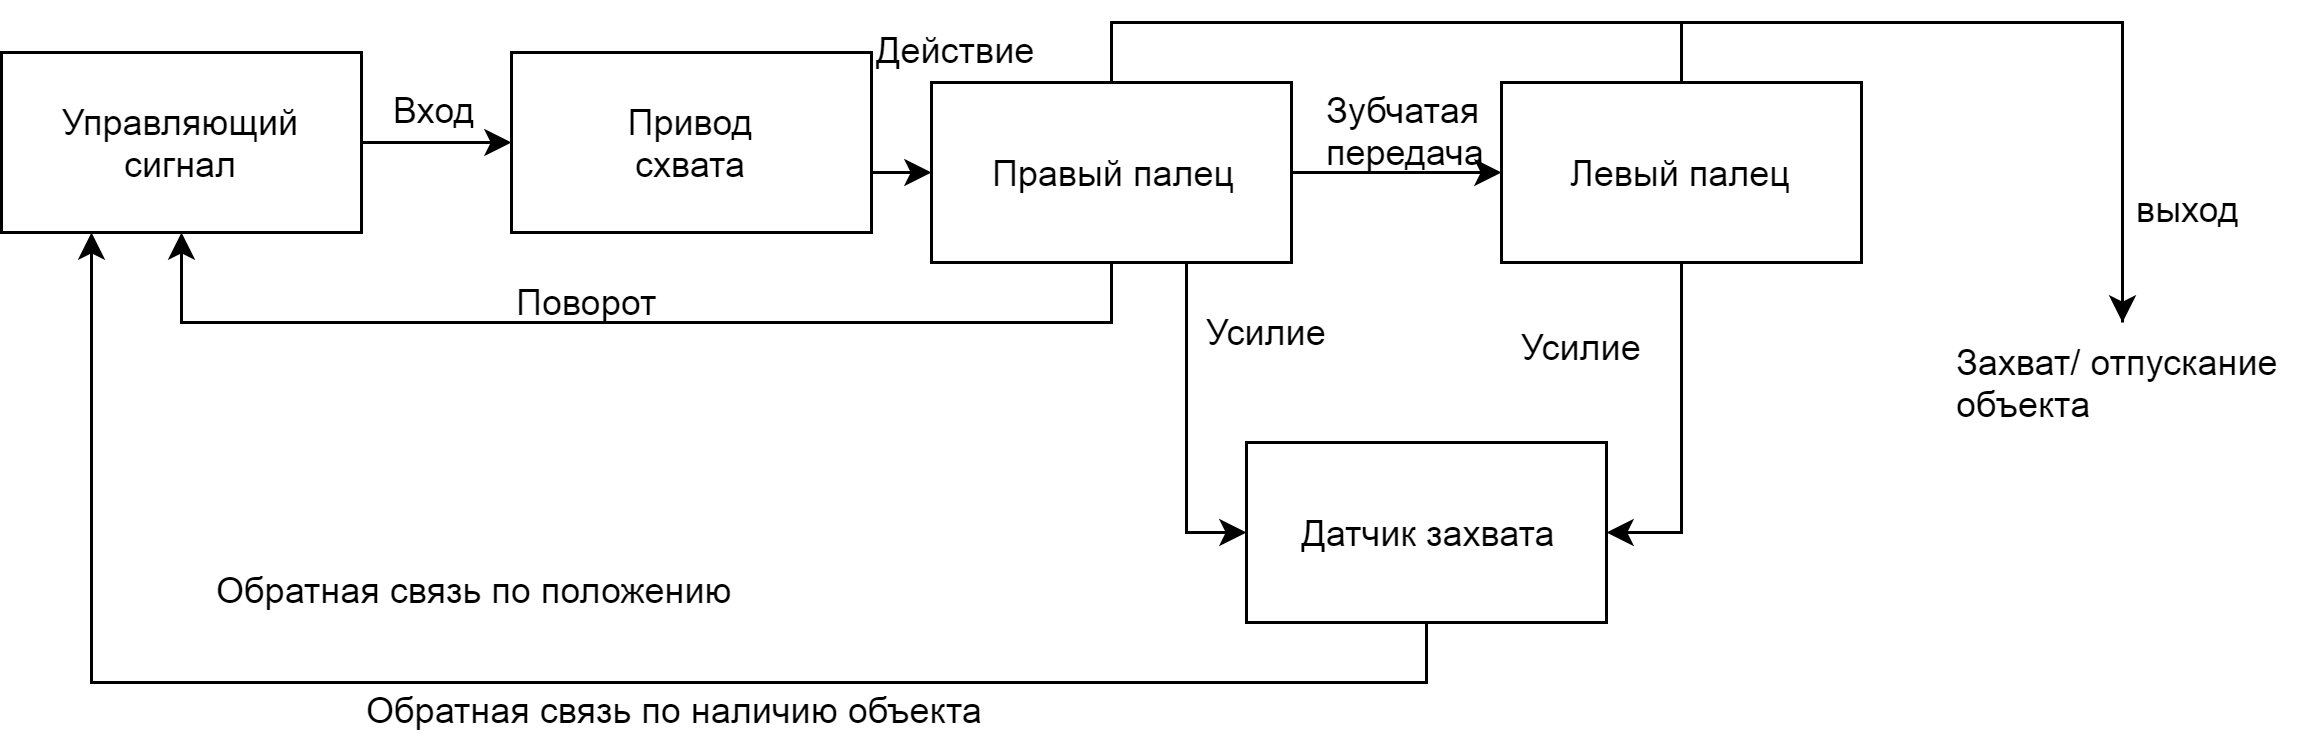 Действие
Управляющий
сигнал
Вход
Привод
схвата
Правый палец
Зубчатая
передача
Левый палец
выход
Поворот
Усилие
Усилие
Захват/ отпускание
объекта
Датчик захвата
Обратная связь по положению
Обратная связь по наличию объекта